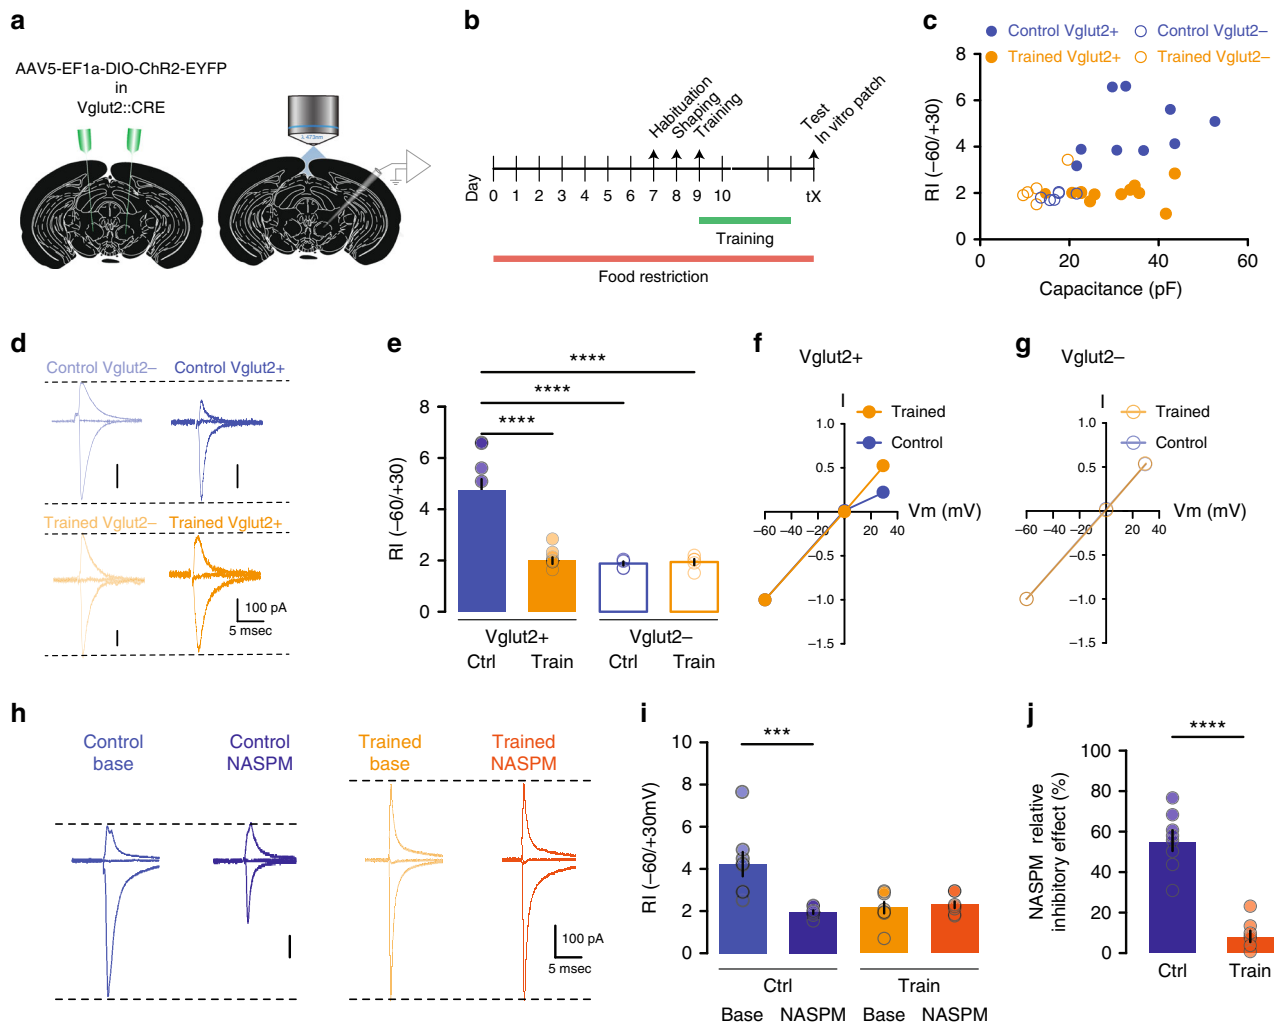 a
AAV5-EF1a-DIO-ChR2-EYFP
in
Vglut2::CRE
b
Habituation
Shaping
Training
Test
In vitro patch
Day
0 1 2 3 4 5 6 7 8 9 10 tX
Training
Food restriction
c
Control Vglut2+ Control Vglut2–
Trained Vglut2+ Trained Vglut2–
RI (–60/+30)
8
6
4
2
0
0 20 40 60
Capacitance (pF)
d
Control Vglut2– Control Vglut2+
Trained Vglut2– Trained Vglut2+
100 pA
5 msec
e
****
****
****
RI (–60/+30)
8
6
4
2
0
Vglut2+ Vglut2–
Ctrl Train Ctrl Train
f
Vglut2+
I
Trained
Control
1.0
0.5
Vm (mV)
–60 –40 –20 20 40
–0.5
–1.0
–1.5
g
Vglut2–
I
Trained
Control
1.0
0.5
Vm (mV)
–60 –40 –20 20 40
–0.5
–1.0
–1.5
h
Control base
Control NASPM
Trained base
Trained NASPM
100 pA
5 msec
i
***
RI (–60/+30mV)
10
8
6
4
2
0
Ctrl Train
Base NASPM Base NASPM
j
****
NASPM relative
inhibitory effect (%)
100
80
60
40
20
0
Ctrl Train